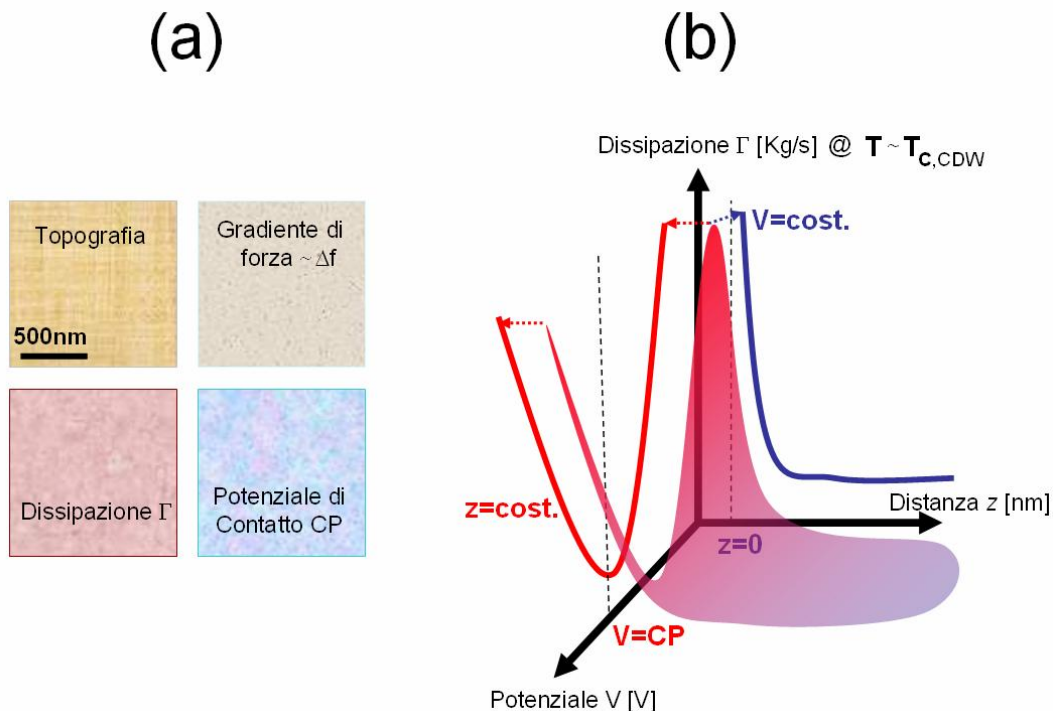 (a)
(b)
Topografia
500nm
Gradiente di
forza ~ Δf
Dissipazione Γ
Potenziale di
Contatto CP
Dissipazione Γ [Kg/s] @ T ~ T_C,CDW
V=cost.
z=cost.
Distanza z [nm]
z=0
V=CP
Potenziale V [V]